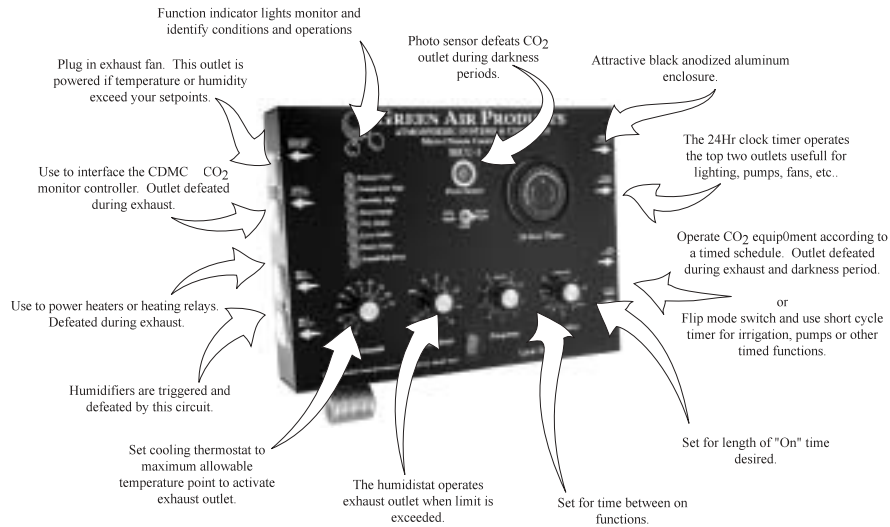 Function indicator lights monitor and
identify conditions and operations
Photo sensor defeats CO2
outlet during darkness
periods.
Attractive black anodized aluminum
enclosure.
Plug in exhaust fan. This outlet is
powered if temperature or humidity
exceed your setpoints.
GREEN AIR PRODUCTS
The 24Hr clock timer operates
the top two outlets usefull for
lighting, pumps, fans, etc..
Use to interface the CDMC CO2
monitor controller. Outlet defeated
during exhaust.
Operate CO2 equip0ment according to
a timed schedule. Outlet defeated
during exhaust and darkness period.
or
Flip mode switch and use short cycle
timer for irrigation, pumps or other
timed functions.
Use to power heaters or heating relays.
Defeated during exhaust.
Humidifiers are triggered and
defeated by this circuit.
Set cooling thermostat to
maximum allowable
temperature point to activate
exhaust outlet.
The humidistat operates
exhaust outlet when limit is
exceeded.
Set for time between on
functions.
Set for length of "On" time
desired.